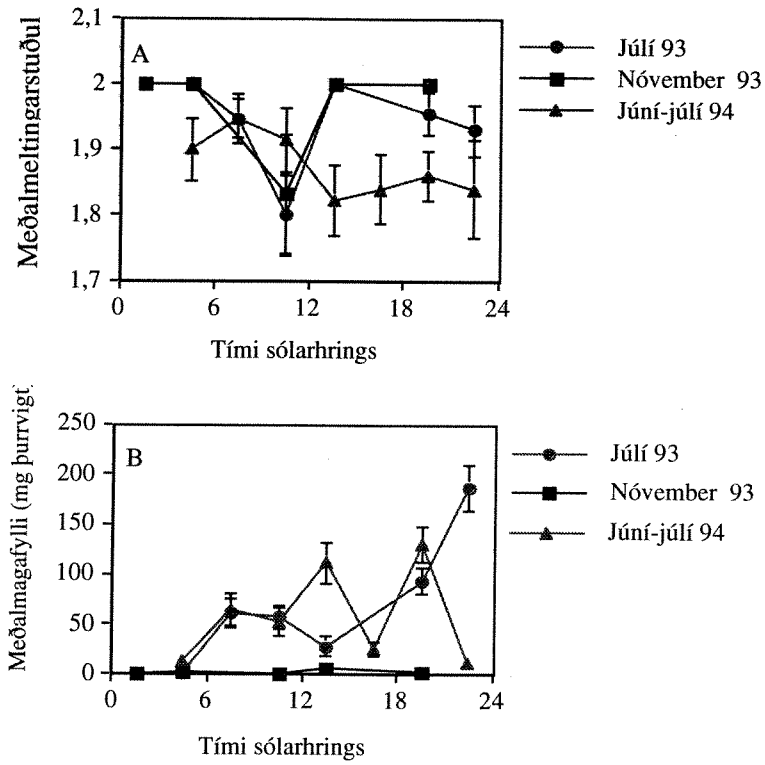 2,1
2
1,9
1,8
1,7
Meðalmeltingarstuðul
A
0 6 12 18 24
Tími sólarhrings
Júlí 93
Nóvember 93
Júní-júlí 94
250
200
150
100
50
0
Meðalmagafylli (mg þurrvigt)
B
0 6 12 18 24
Tími sólarhrings
Júlí 93
Nóvember 93
Júní-júlí 94